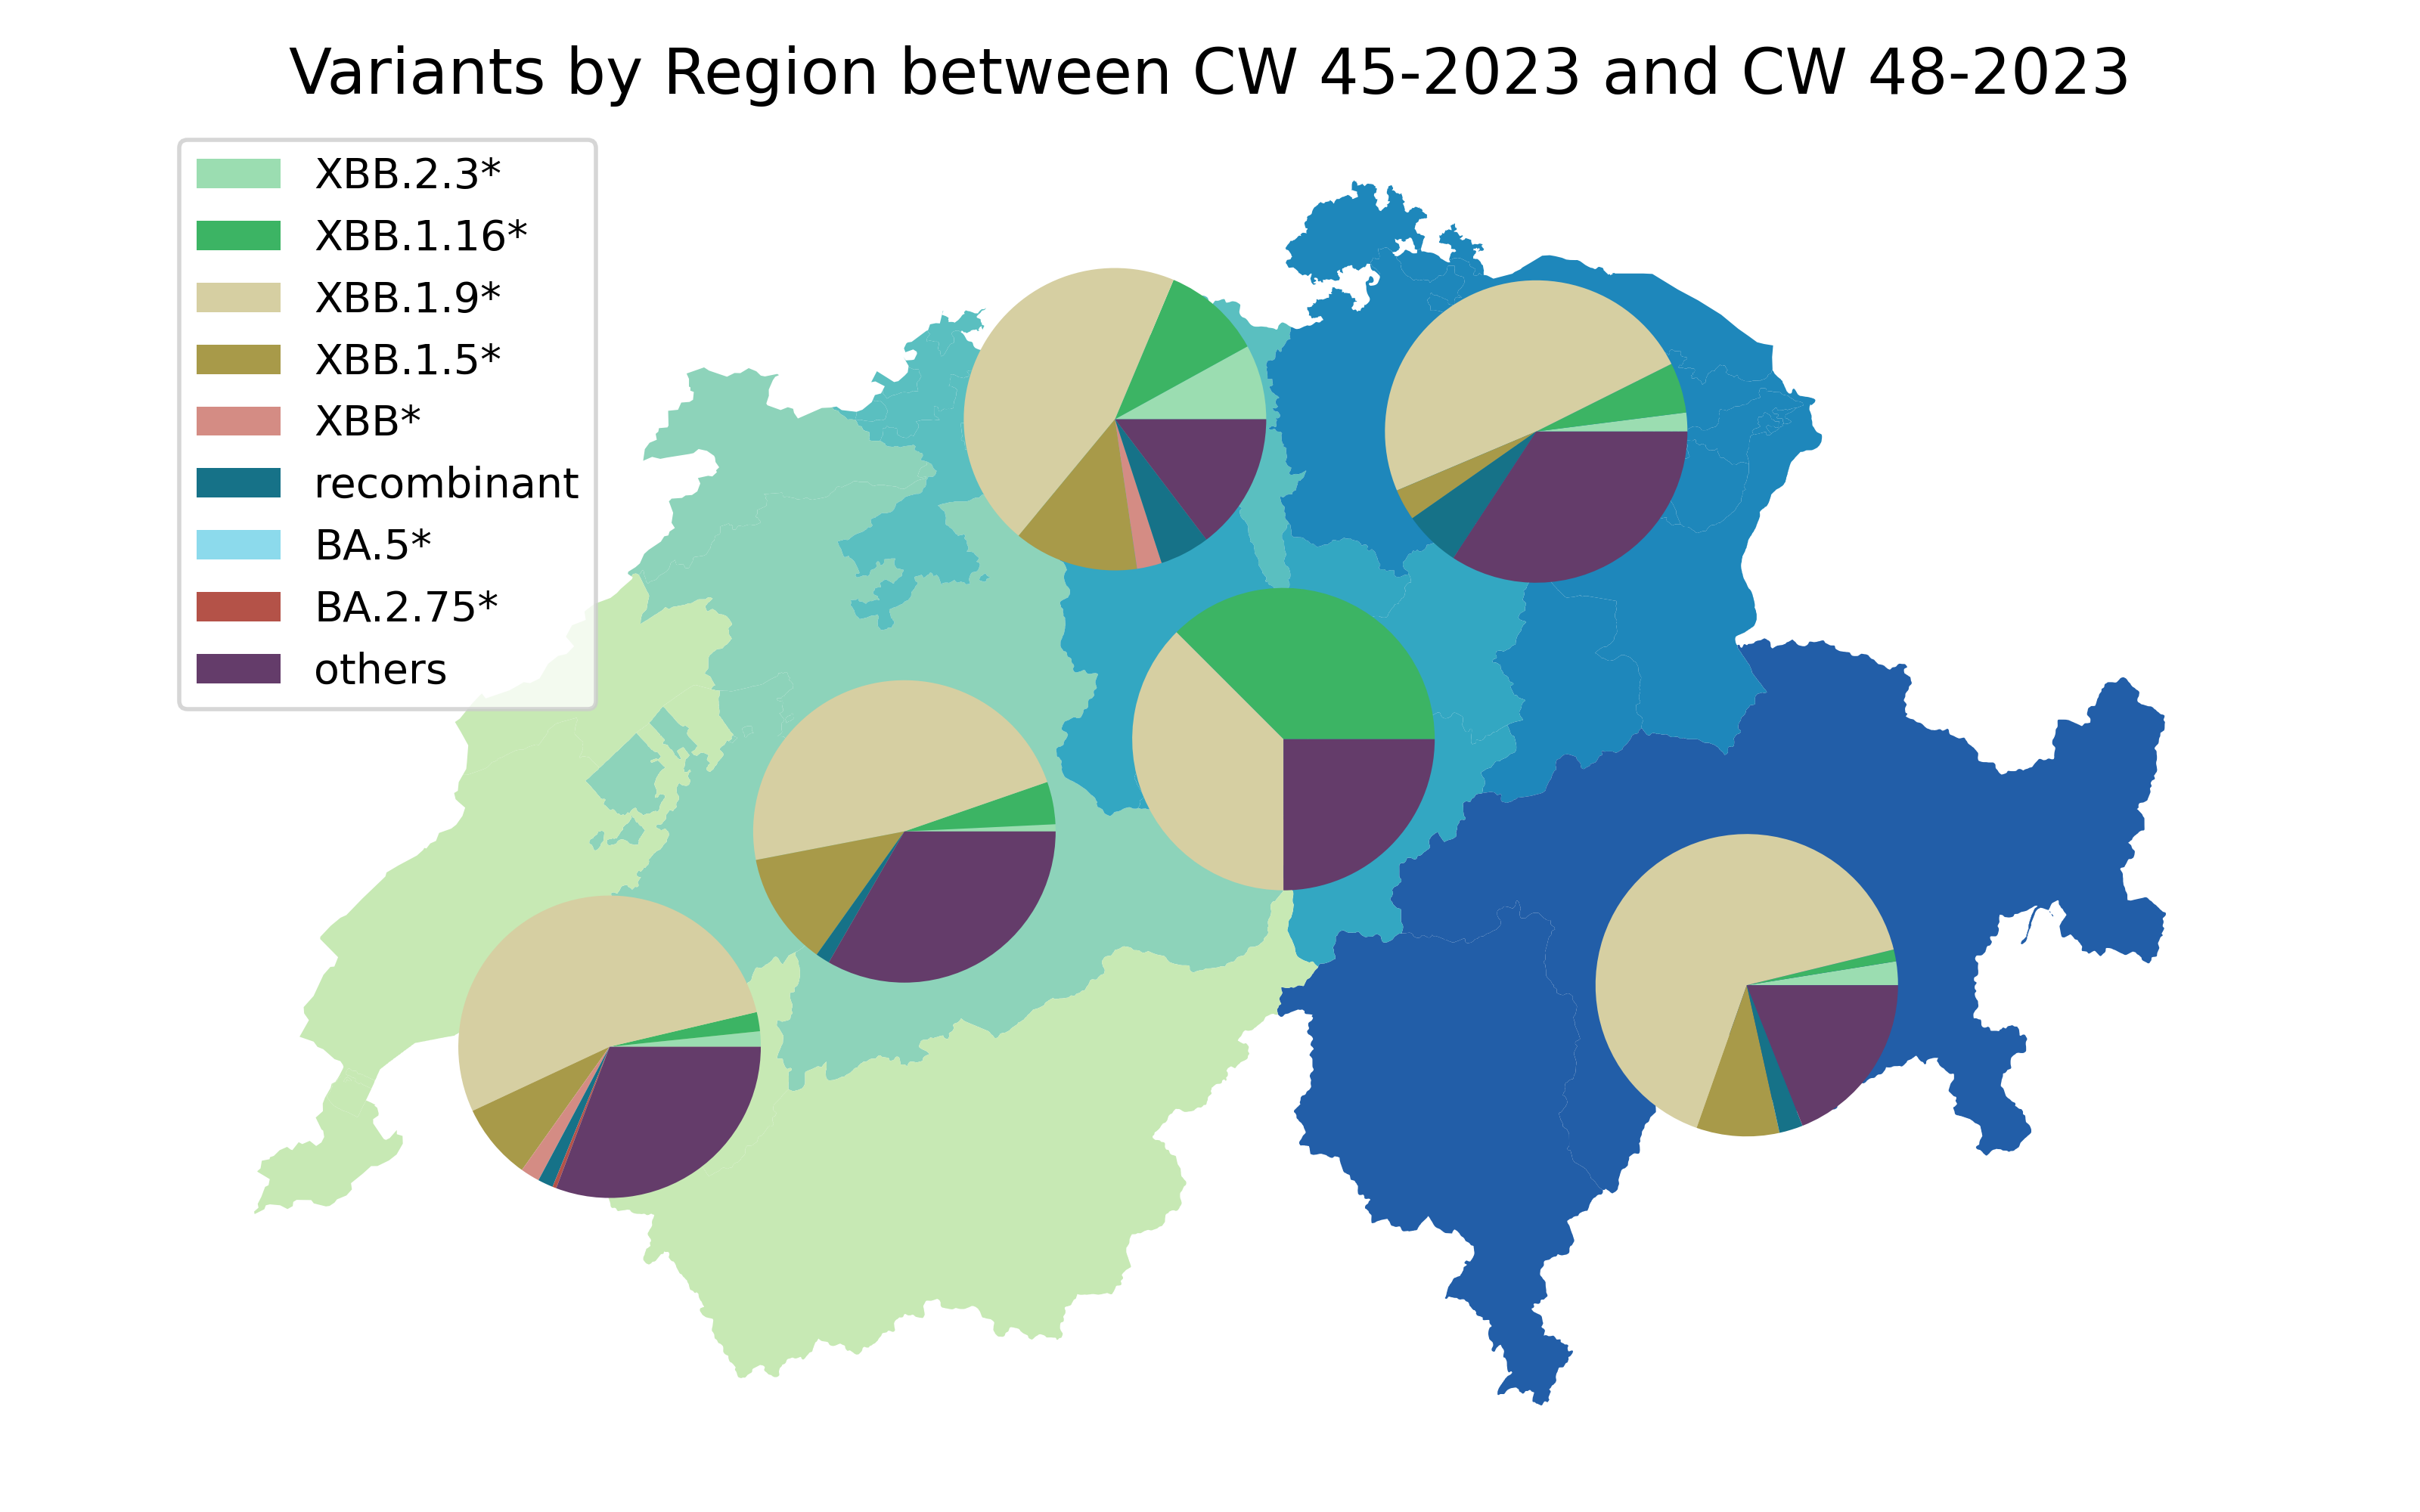 Variants by Region between CW 45-2023 and CW 48-2023
XBB.2.3*
XBB.1.16*
XBB.1.9*
XBB.1.5*
XBB*
recombinant
BA.5*
BA.2.75*
others